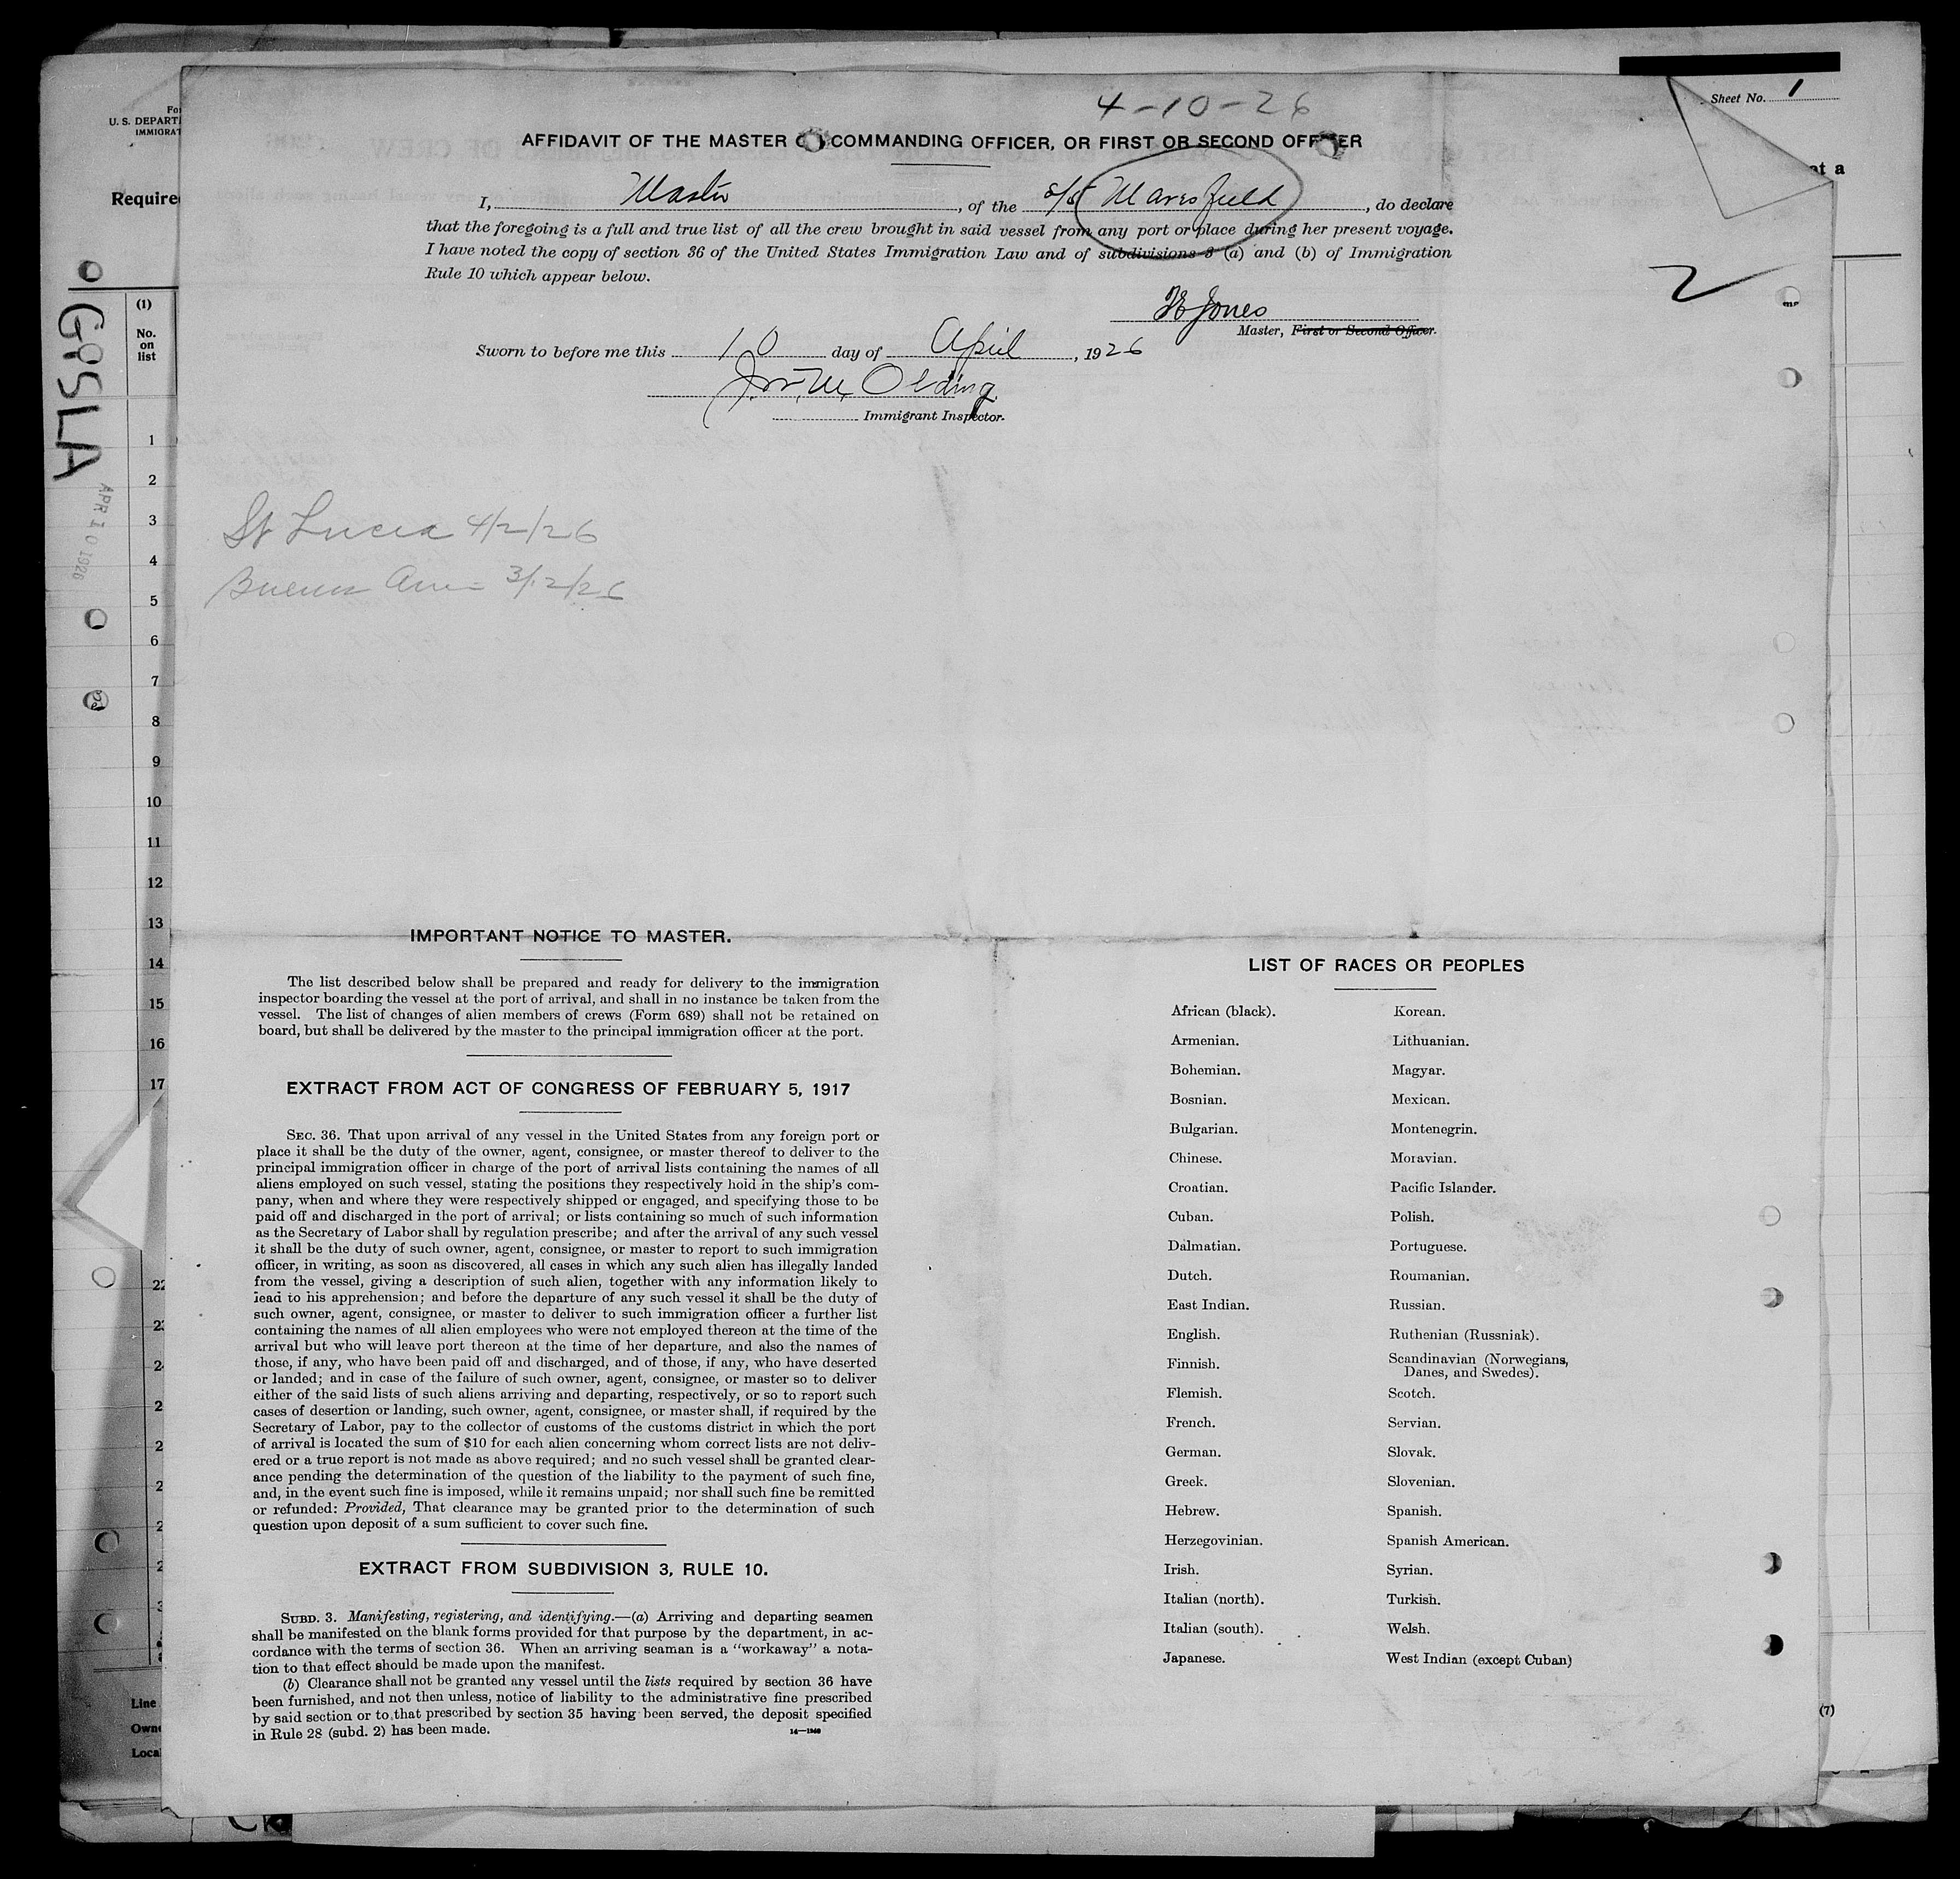 4-10-26
Sheet No. 1
For
U. S. DEPART
IMMIGRAT
AFFIDAVIT OF THE MASTER O COMMANDING OFFICER, OR FIRST OR SECOND OFF ER
at a
Require
I, Master, of the s/s Maresfield, do declare
that the foregoing is a full and true list of all the crew brought in said vessel from any port or place during her present voyage.
I have noted the copy of section 36 of the United States Immigration Law and of subdivisions 3 (a) and (b) of Immigration
Rule 10 which appear below.
2
Jones
Master, First or Second Officer.
Sworn to before me this 10 day of April, 1926
Olding
Immigrant Inspector.
GOSLA
APR 10 1926
(1)
No.
on
list
1
2
3
4
5
6
7
8
9
10
11
12
13
14
15
16
17
22
St Lucia 4/2/26
Buenos 3/12/26
IMPORTANT NOTICE TO MASTER.
The list described below shall be prepared and ready for delivery to the immigration
inspector boarding the vessel at the port of arrival, and shall in no instance be taken from the
vessel. The list of changes of alien members of crews (Form 689) shall not be retained on
board, but shall be delivered by the master to the principal immigration officer at the port.
EXTRACT FROM ACT OF CONGRESS OF FEBRUARY 5, 1917
SEC. 36. That upon arrival of any vessel in the United States from any foreign port or
place it shall be the duty of the owner, agent, consignee, or master thereof to deliver to the
principal immigration officer in charge of the port of arrival lists containing the names of all
aliens employed on such vessel, stating the positions they respectively hold in the ship's com-
pany, when and where they were respectively shipped or engaged, and specifying those to be
paid off and discharged in the port of arrival; or lists containing so much of such information
as the Secretary of Labor shall by regulation prescribe; and after the arrival of any such vessel
it shall be the duty of such owner, agent, consignee, or master to report to such immigration
officer, in writing, as soon as discovered, all cases in which any such alien has illegally landed
from the vessel, giving a description of such alien, together with any information likely to
lead to his apprehension; and before the departure of any such vessel it shall be the duty of
such owner, agent, consignee, or master to deliver to such immigration officer a further list
containing the names of all alien employees who were not employed thereon at the time of the
arrival but who will leave port thereon at the time of her departure, and also the names of
those, if any, who have been paid off and discharged, and of those, if any, who have deserted
or landed; and in case of the failure of such owner, agent, consignee, or master so to deliver
either of the said lists of such aliens arriving and departing, respectively, or so to report such
cases of desertion or landing, such owner, agent, consignee, or master shall, if required by the
Secretary of Labor, pay to the collector of customs of the customs district in which the port
of arrival is located the sum of $10 for each alien concerning whom correct lists are not deliv-
ered or a true report is not made as above required; and no such vessel shall be granted clear-
ance pending the determination of the question of the liability to the payment of such fine,
and, in the event such fine is imposed, while it remains unpaid; nor shall such fine be remitted
or refunded: Provided, That clearance may be granted prior to the determination of such
question upon deposit of a sum sufficient to cover such fine.
EXTRACT FROM SUBDIVISION 3, RULE 10.
SUBD. 3. Manifesting, registering, and identifying.—(a) Arriving and departing seamen
shall be manifested on the blank forms provided for that purpose by the department, in ac-
cordance with the terms of section 36. When an arriving seaman is a "workaway" a nota-
tion to that effect should be made upon the manifest.
(b) Clearance shall not be granted any vessel until the lists required by section 36 have
been furnished, and not then unless, notice of liability to the administrative fine prescribed
by said section or to that prescribed by section 35 having been served, the deposit specified
in Rule 28 (subd. 2) has been made.
LIST OF RACES OR PEOPLES
African (black). Korean.
Armenian. Lithuanian.
Bohemian. Magyar.
Bosnian. Mexican.
Bulgarian. Montenegrin.
Chinese. Moravian.
Croatian. Pacific Islander.
Cuban. Polish.
Dalmatian. Portuguese.
Dutch. Roumanian.
East Indian. Russian.
English. Ruthenian (Russniak).
Finnish. Scandinavian (Norwegians,
Danes, and Swedes).
Flemish. Scotch.
French. Servian.
German. Slovak.
Greek. Slovenian.
Hebrew. Spanish.
Herzegovinian. Spanish American.
Irish. Syrian.
Italian (north). Turkish.
Italian (south). Welsh.
Japanese. West Indian (except Cuban)
Line
Owne
Loca
(7)